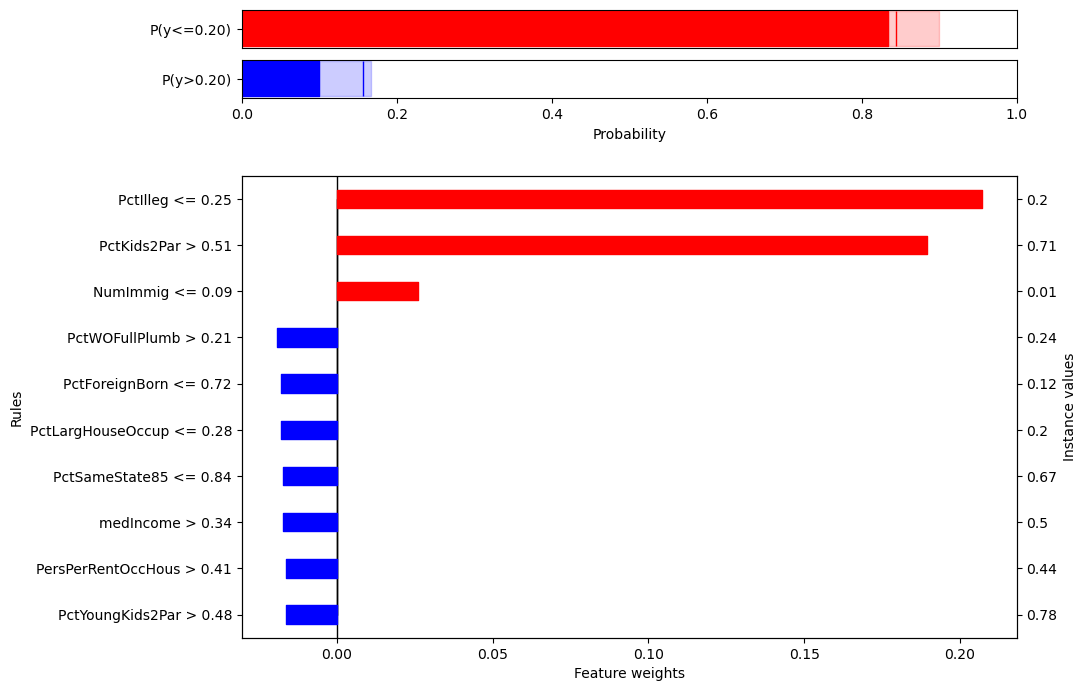 P(y<=0.20)
P(y>0.20)
0.0 0.2 0.4 0.6 0.8 1.0
Probability
PctIlleg <= 0.25 0.2
PctKids2Par > 0.51 0.71
NumImmig <= 0.09 0.01
PctWOFullPlumb > 0.21 0.24
PctForeignBorn <= 0.72 0.12
PctLargHouseOccup <= 0.28 0.2
PctSameState85 <= 0.84 0.67
medIncome > 0.34 0.5
PersPerRentOccHous > 0.41 0.44
PctYoungKids2Par > 0.48 0.78
Rules
Instance values
0.00 0.05 0.10 0.15 0.20
Feature weights